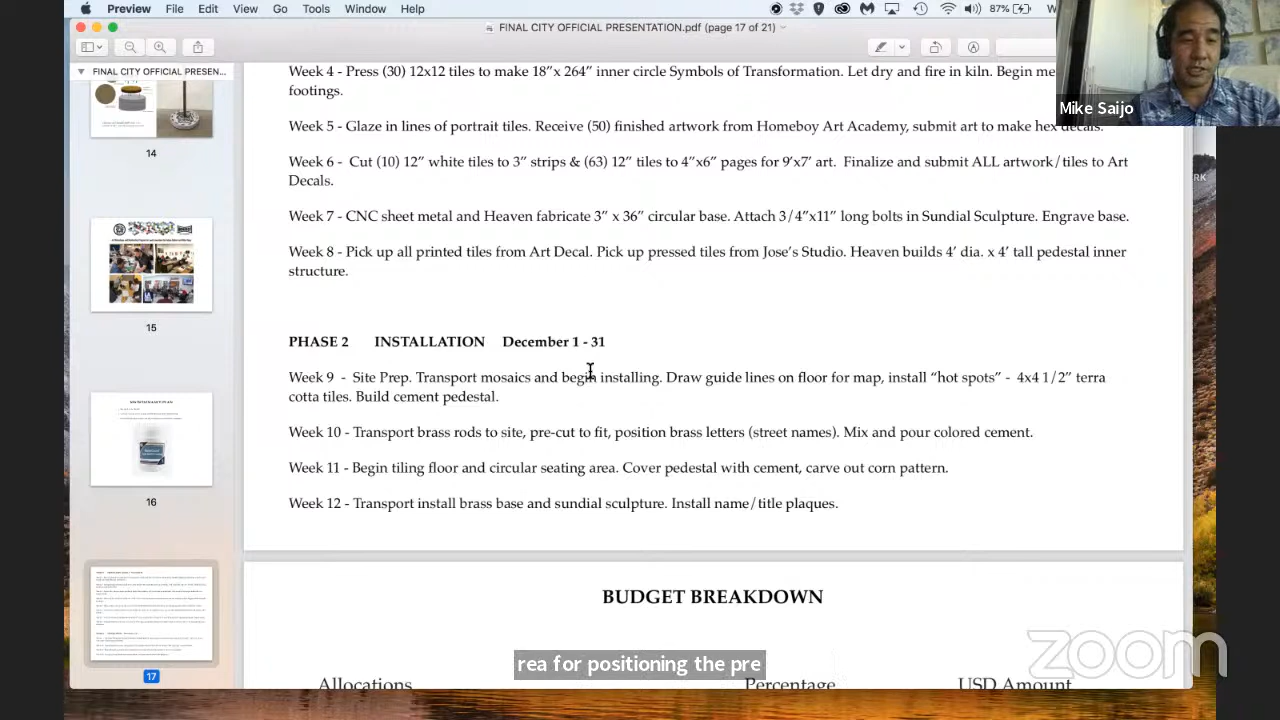 Preview File Edit View Go Tools Window Help
87%
FINAL CITY OFFICIAL PRESENTATION.pdf (page 17 of 21)
FINAL CITY OFFICIAL PRESEN...
Mike Saijo
Week 4 - Press (30) 12x12 tiles to make 18”x 264” inner circle Symbols of Transformation. Let dry and fire in kiln. Begin
footings.
Week 5 - Glaze in lines of portrait tiles. Receive (50) finished artwork from Homeboy Art Academy, submit art to make hex decals.
Week 6 - Cut (10) 12” white tiles to 3” strips & (63) 12” tiles to 4”x6” pages for 9’x7’ art. Finalize and submit ALL artwork/tiles to Art
Decals.
Week 7 - CNC sheet metal and Heaven fabricate 3” x 36” circular base. Attach 3/4”x11” long bolts in Sundial Sculpture. Engrave base.
Week 8 - Pick up all printed tiles from Art Decal. Pick up pressed tiles from Jose’s Studio. Heaven builds 4’ dia. x 4’ tall pedestal inner
structure.
PHASE 2 INSTALLATION December 1 - 31
Week 9 - Site Prep. Transport mosaics and begin installing. Draw guide lines on floor for map, install “hot spots” - 4x4 1/2” terra
cotta tiles. Build cement pedestal.
Week 10 - Transport brass rods to site, pre-cut to fit, position brass letters (street names). Mix and pour colored cement.
Week 11 - Begin tiling floor and circular seating area. Cover pedestal with cement, carve out corn pattern.
Week 12 - Transport install brass base and sundial sculpture. Install name/title plaques.
BUDGET BREAKDOWN
Allocations Percentage USD Amount
14
15
16
17
RK
rea for positioning the pre
zoom